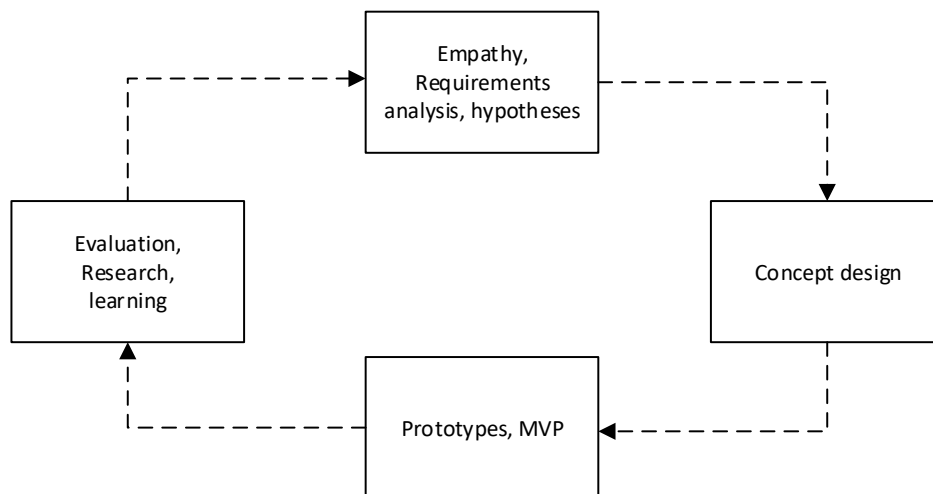 Empathy,
Requirements
analysis, hypotheses
Evaluation,
Research,
learning
Concept design
Prototypes, MVP